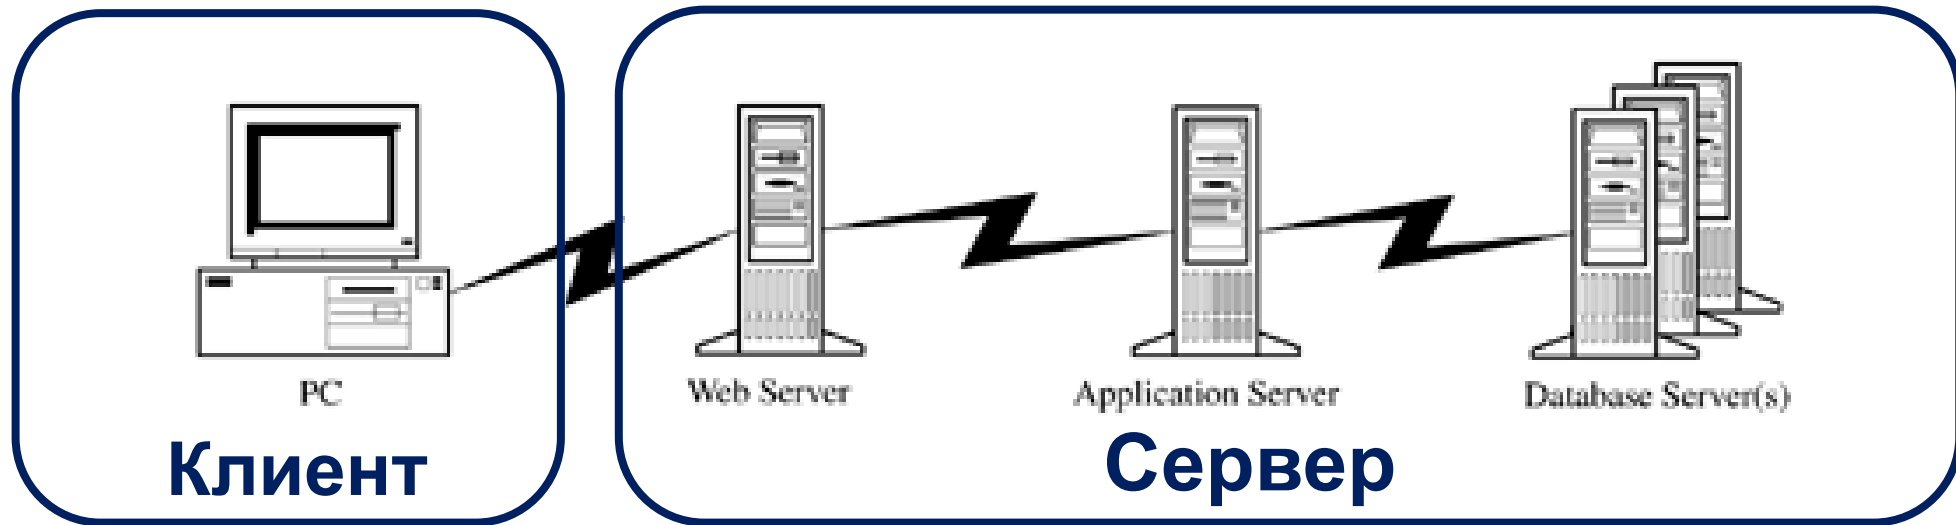 PC
Web Server
Application Server
Database Server(s)
Клиент
Сервер